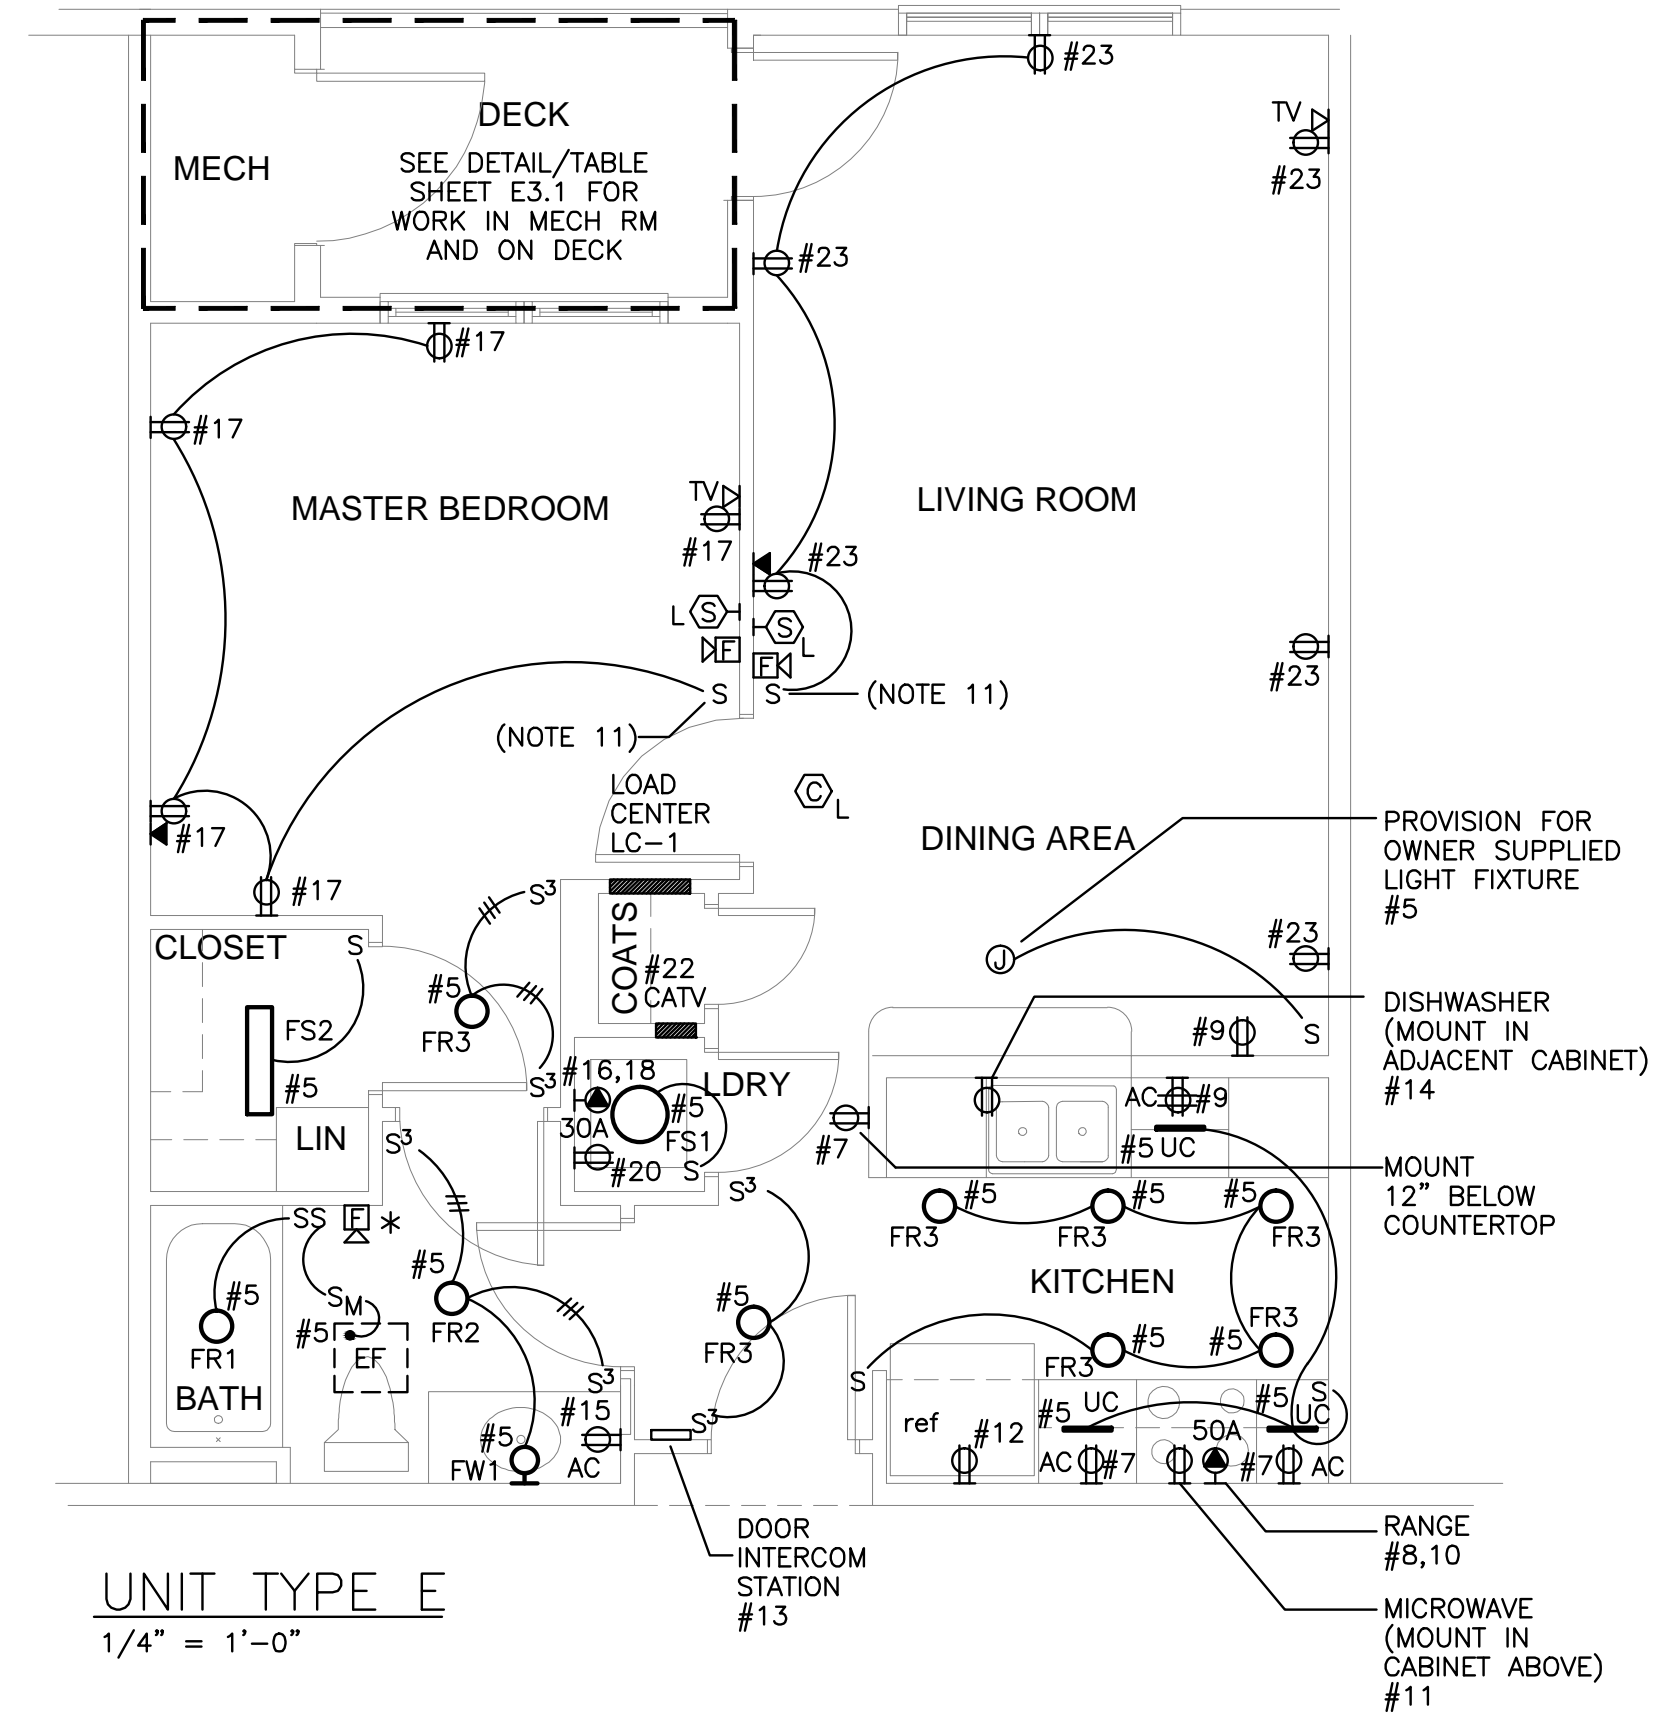 #23
DECK
TV
MECH
SEE DETAIL/TABLE
SHEET E3.1 FOR
WORK IN MECH RM
AND ON DECK
#23
#23
#17
#17
MASTER BEDROOM
TV
#17
LIVING ROOM
#23
L
S
S
L
F
F
#23
S
S
(NOTE 11)
(NOTE 11)
LOAD
CENTER
LC-1
C
L
#17
DINING AREA
PROVISION FOR
OWNER SUPPLIED
LIGHT FIXTURE
#5
#17
S3
CLOSET
S
COATS
#22
CATV
#23
J
#5
FR3
FS2
#5
S3
#16,18
30A
#5
FS1
LDRY
#20
S
#9
S
DISHWASHER
(MOUNT IN
ADJACENT CABINET)
#14
AC
#9
#5
UC
#7
LIN
S3
MOUNT
12" BELOW
COUNTERTOP
S3
#5
FR3
#5
FR3
#5
FR3
SS
F
*
#5
FR1
SM
#5
EF
#5
FR2
#5
FR3
KITCHEN
FR3
#5
#5
FR3
BATH
S3
S
S3
#15
AC
#5
FW1
ref
#12
#5
UC
AC
#7
50A
#5
S
UC
#7
AC
RANGE
#8,10
DOOR
INTERCOM
STATION
#13
MICROWAVE
(MOUNT IN
CABINET ABOVE)
#11
UNIT TYPE E
1/4" = 1'-0"